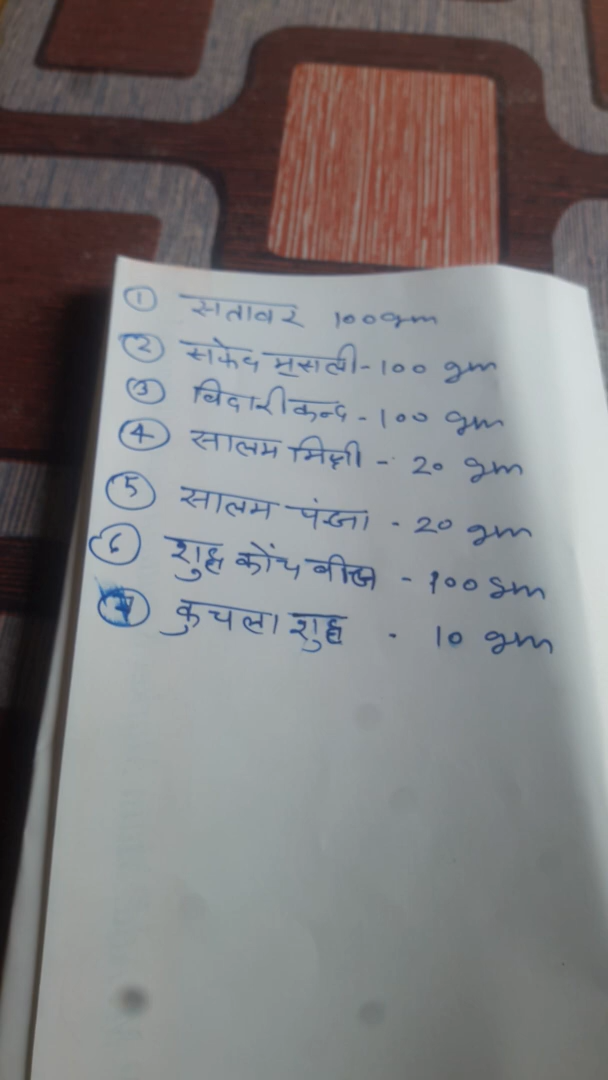 ① सतावर 100gm
② सफेद मूसली - 100 gm
③ विदारीकन्द - 100 gm
④ सालम मिश्री - 20 gm
⑤ सालम पंजा - 20 gm
⑥ शुद्ध कोंच बीज - 100 gm
⑦ कुचला शुद्ध - 10 gm